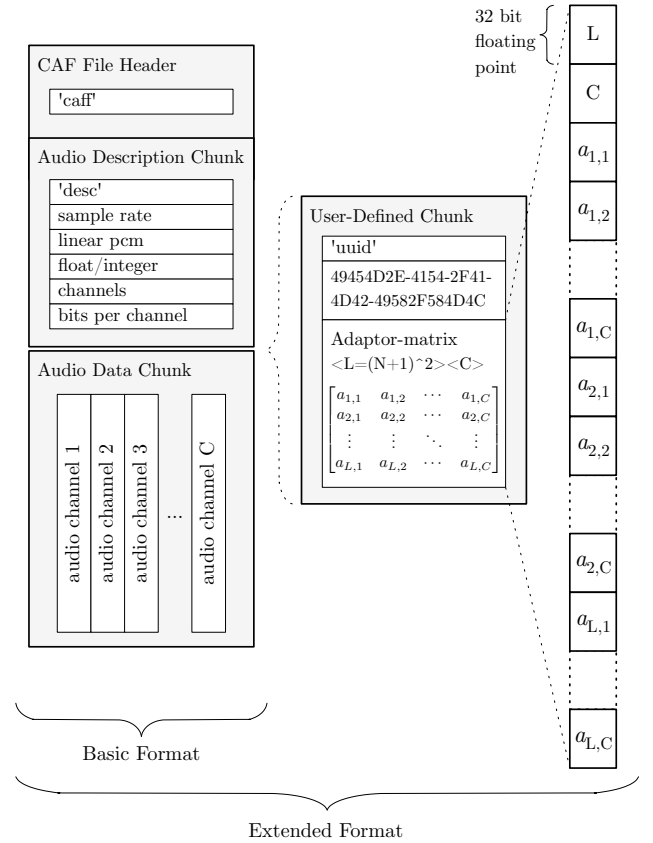 CAF File Header
'caff'
Audio Description Chunk
'desc'
sample rate
linear pcm
float/integer
channels
bits per channel
Audio Data Chunk
audio channel 1
audio channel 2
audio channel 3
...
audio channel C
Basic Format
User-Defined Chunk
'uuid'
49454D2E-4154-2F41-
4D42-49582F584D4C
Adaptor-matrix
<L=(N+1)^2><C>
a1,1 a1,2 ⋯ a1,C
a2,1 a2,2 ⋯ a2,C
⋮ ⋮ ⋱ ⋮
aL,1 aL,2 ⋯ aL,C
32 bit
floating
point
L
C
a1,1
a1,2
a1,C
a2,1
a2,2
a2,C
aL,1
aL,C
Extended Format